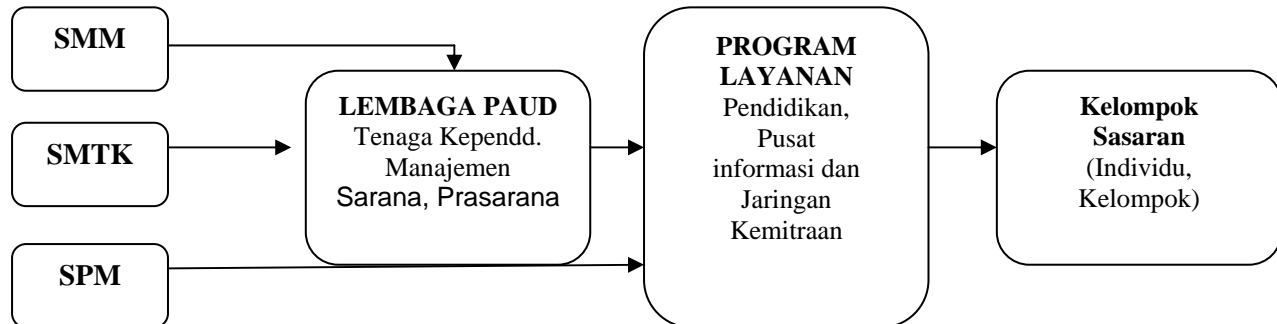 SMM
SMTK
SPM
LEMBAGA PAUD
Tenaga Kependd.
Manajemen
Sarana, Prasarana
PROGRAM
LAYANAN
Pendidikan,
Pusat
informasi dan
Jaringan
Kemitraan
Kelompok
Sasaran
(Individu,
Kelompok)